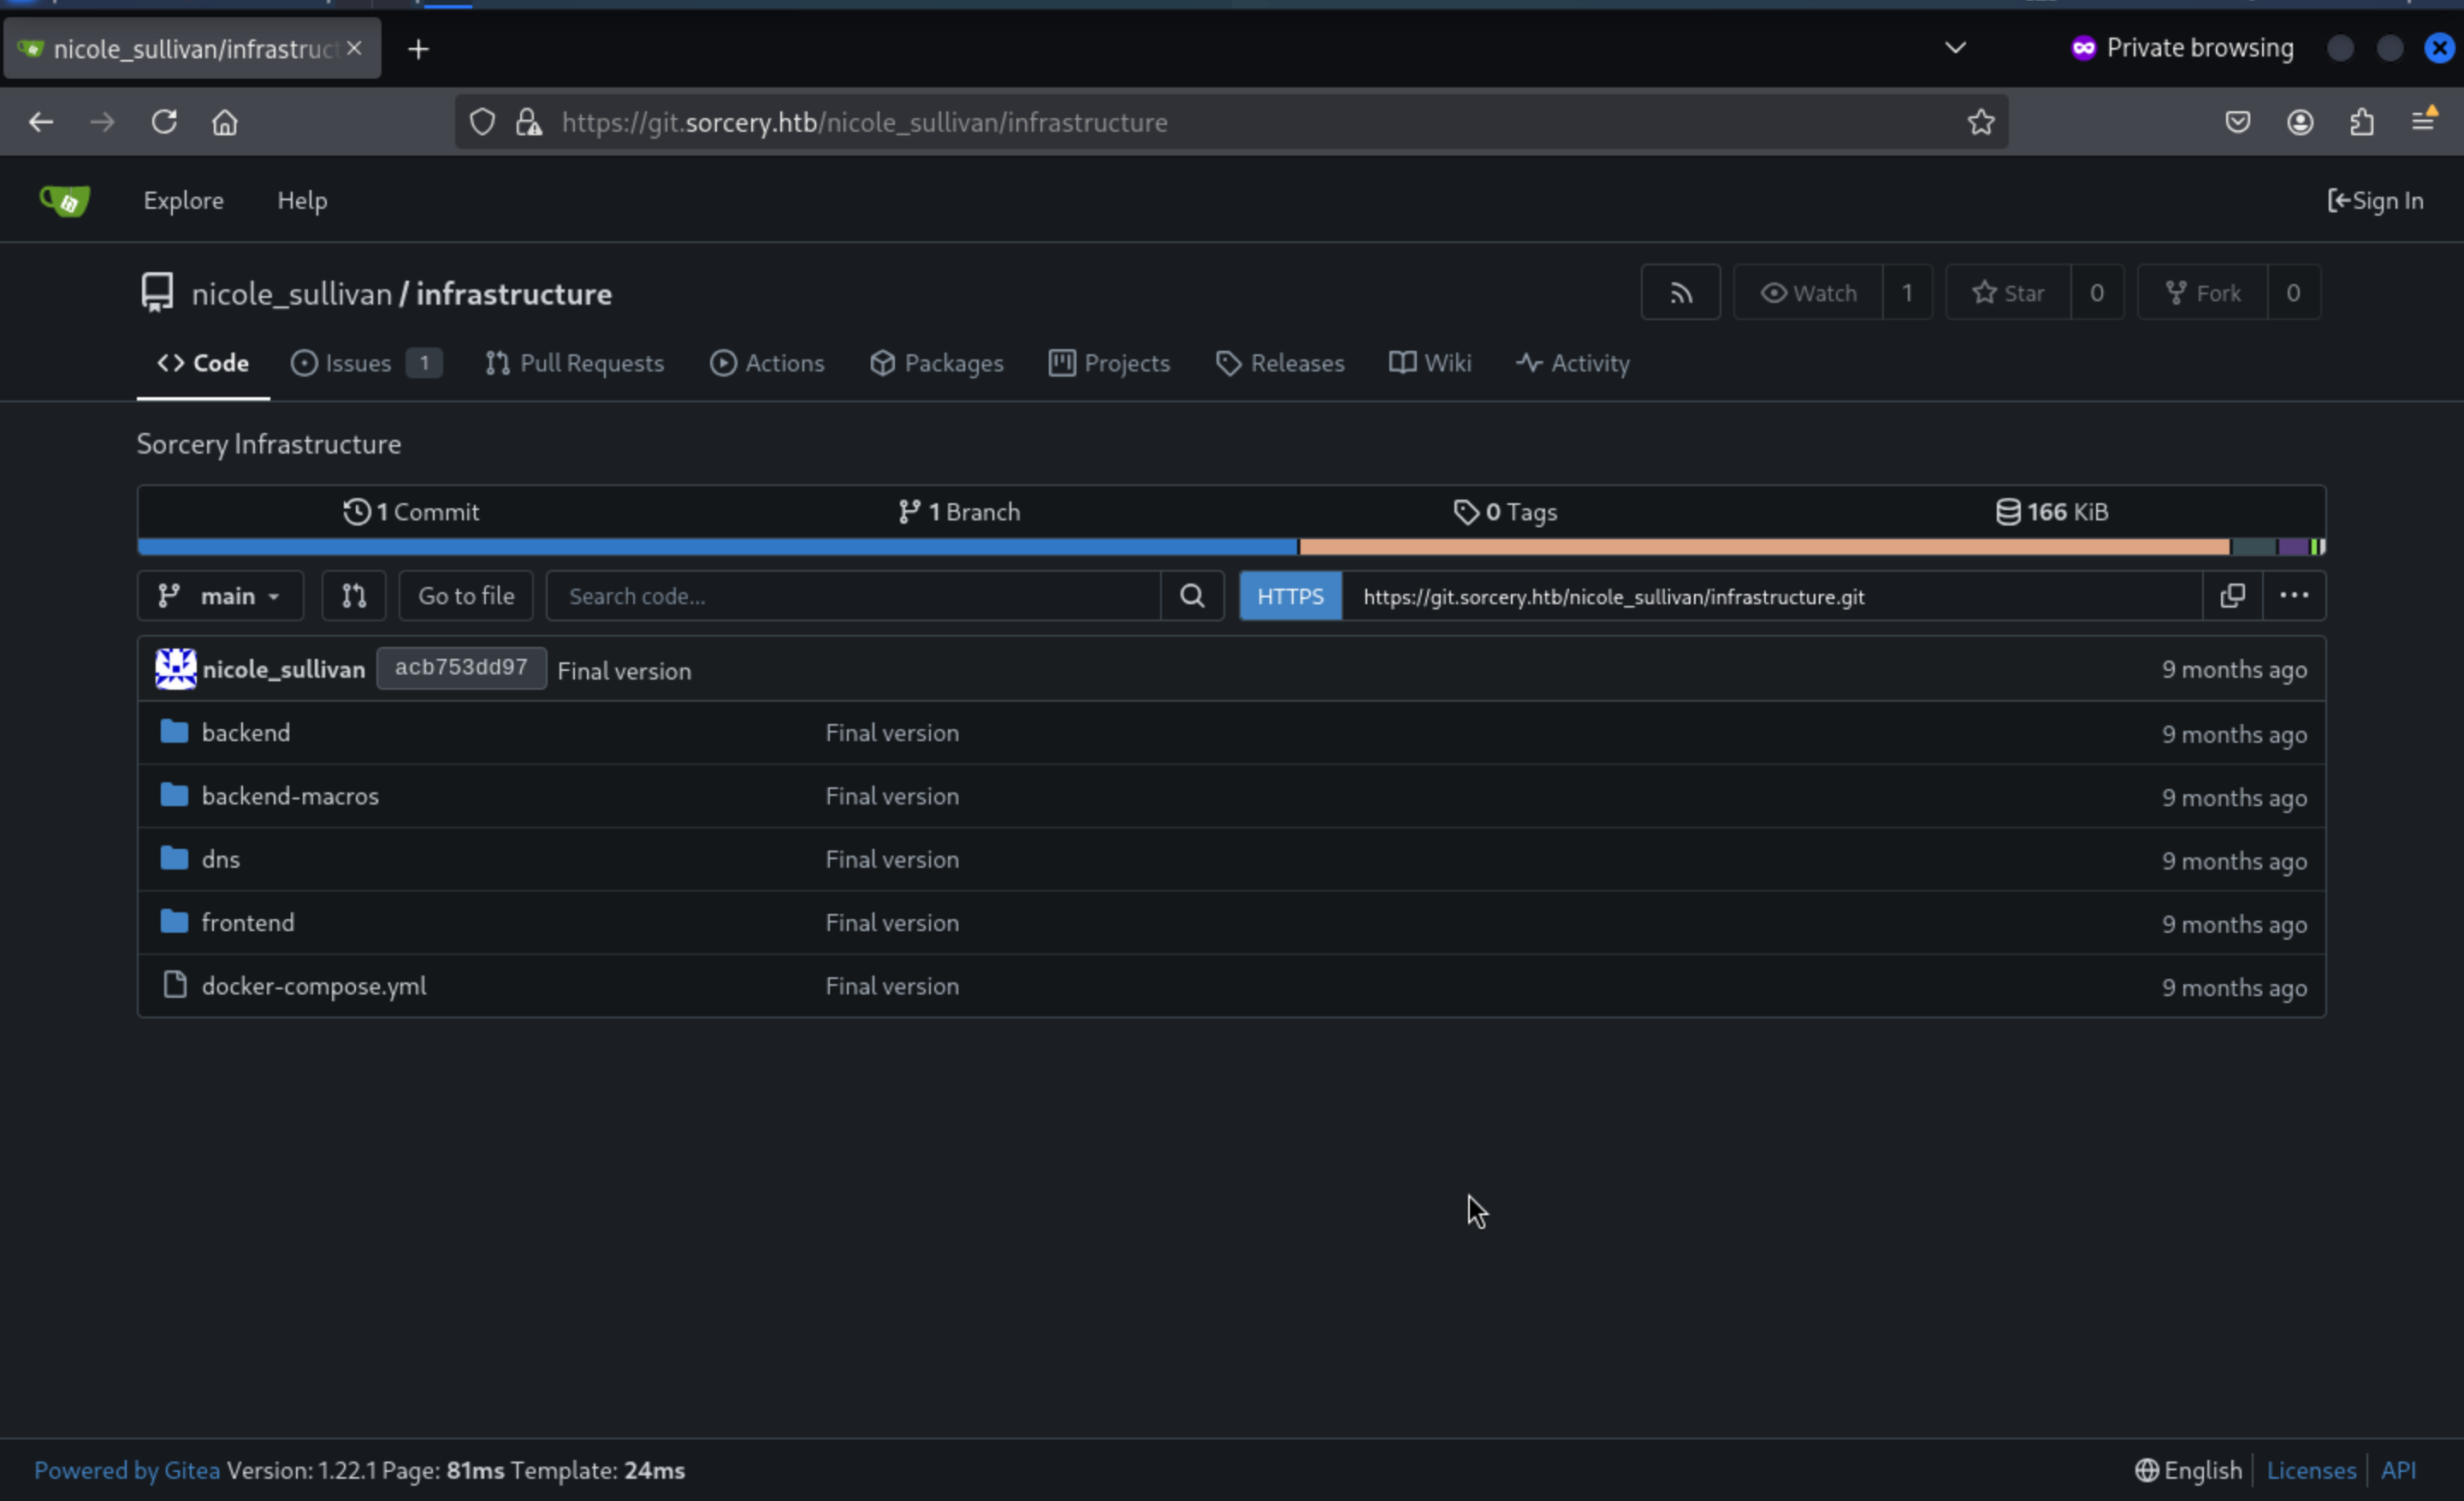 nicole_sullivan/infrastruct
Private browsing
https://git.sorcery.htb/nicole_sullivan/infrastructure
Explore Help Sign In
nicole_sullivan / infrastructure Watch 1 Star 0 Fork 0
Code Issues 1 Pull Requests Actions Packages Projects Releases Wiki Activity
Sorcery Infrastructure
1 Commit 1 Branch 0 Tags 166 KiB
main Go to file Search code... HTTPS https://git.sorcery.htb/nicole_sullivan/infrastructure.git
nicole_sullivan acb753dd97 Final version 9 months ago
backend Final version 9 months ago
backend-macros Final version 9 months ago
dns Final version 9 months ago
frontend Final version 9 months ago
docker-compose.yml Final version 9 months ago
Powered by Gitea Version: 1.22.1 Page: 81ms Template: 24ms English Licenses API